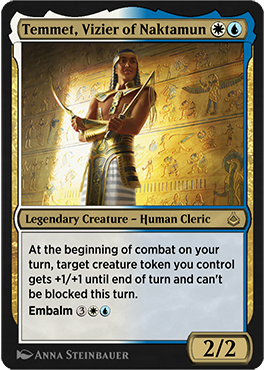 Temmet, Vizier of Naktamun
Legendary Creature – Human Cleric
At the beginning of combat on your
turn, target creature token you control
gets +1/+1 until end of turn and can't
be blocked this turn.
Embalm 3
2/2
Anna Steinbauer